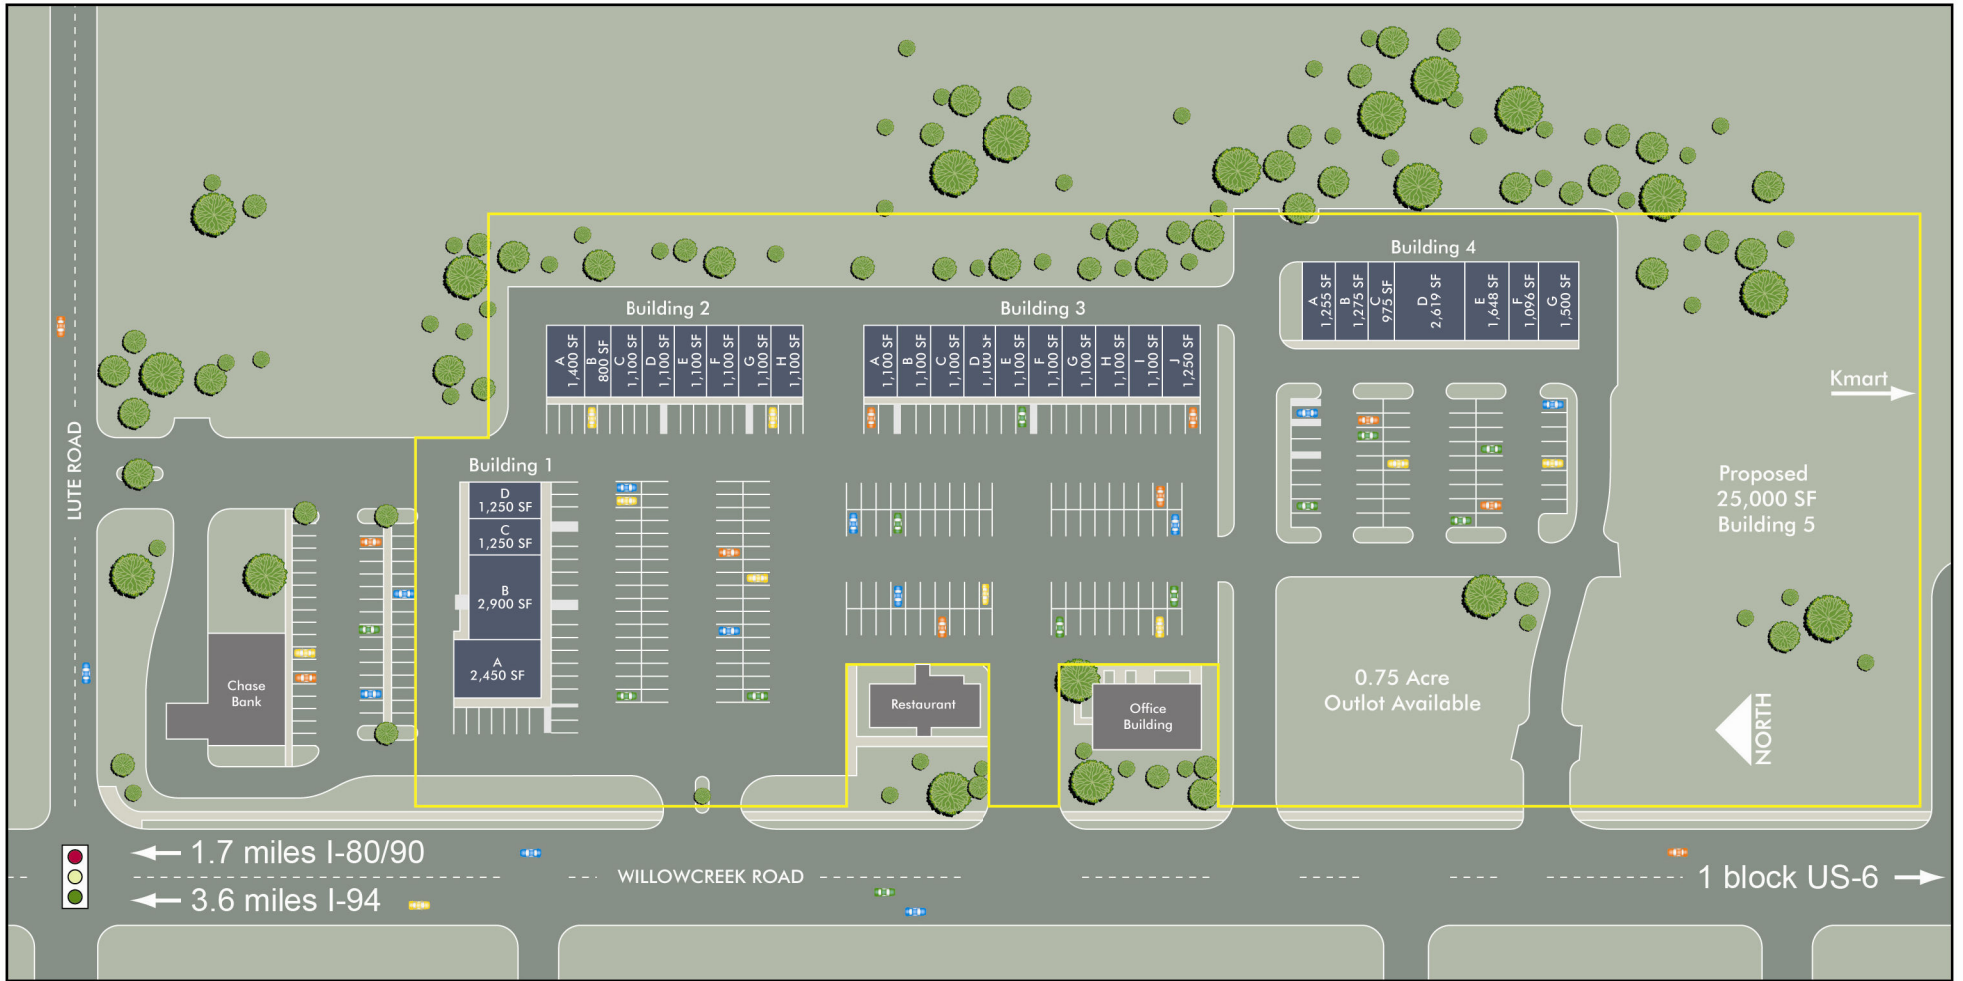 Building 4
A
1,255 SF
B
1,275 SF
C
975 SF
D
2,619 SF
E
1,648 SF
F
1,096 SF
G
1,500 SF
Building 2
A
1,400 SF
B
800 SF
C
1,100 SF
D
1,100 SF
E
1,100 SF
F
1,100 SF
G
1,100 SF
H
1,100 SF
Building 3
A
1,100 SF
B
1,100 SF
C
1,100 SF
D
1,100 SF
E
1,100 SF
F
1,100 SF
G
1,100 SF
H
1,100 SF
I
1,100 SF
J
1,250 SF
Kmart
LUTE ROAD
Building 1
D
1,250 SF
C
1,250 SF
B
2,900 SF
A
2,450 SF
Proposed
25,000 SF
Building 5
Chase
Bank
Restaurant
Office
Building
0.75 Acre
Outlot Available
NORTH
1.7 miles I-80/90
3.6 miles I-94
WILLOWCREEK ROAD
1 block US-6